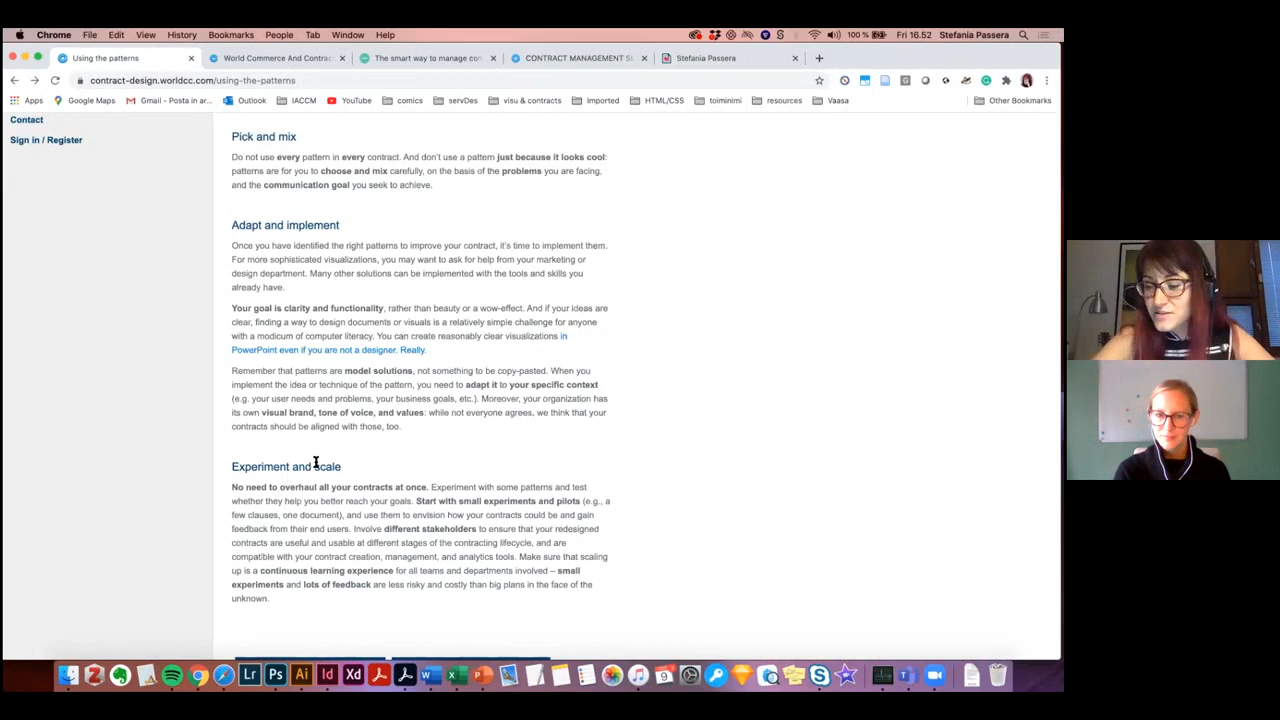 Chrome File Edit View History Bookmarks People Tab Window Help 100 % Fri 16.52 Stefania Passera
Using the patterns World Commerce And Contrac The smart way to manage con CONTRACT MANAGEMENT St Stefania Passera
contract-design.worldcc.com/using-the-patterns
Apps Google Maps Gmail - Posta in ar... Outlook IACCM YouTube comics servDes visu & contracts Imported HTML/CSS toiminimi resources Vaasa Other Bookmarks
Contact
Sign in / Register
Pick and mix
Do not use every pattern in every contract. And don't use a pattern just because it looks cool:
patterns are for you to choose and mix carefully, on the basis of the problems you are facing,
and the communication goal you seek to achieve.
Adapt and implement
Once you have identified the right patterns to improve your contract, it's time to implement them.
For more sophisticated visualizations, you may want to ask for help from your marketing or
design department. Many other solutions can be implemented with the tools and skills you
already have.
Your goal is clarity and functionality, rather than beauty or a wow-effect. And if your ideas are
clear, finding a way to design documents or visuals is a relatively simple challenge for anyone
with a modicum of computer literacy. You can create reasonably clear visualizations in
PowerPoint even if you are not a designer. Really.
Remember that patterns are model solutions, not something to be copy-pasted. When you
implement the idea or technique of the pattern, you need to adapt it to your specific context
(e.g. your user needs and problems, your business goals, etc.). Moreover, your organization has
its own visual brand, tone of voice, and values: while not everyone agrees, we think that your
contracts should be aligned with those, too.
Experiment and scale
No need to overhaul all your contracts at once. Experiment with some patterns and test
whether they help you better reach your goals. Start with small experiments and pilots (e.g., a
few clauses, one document), and use them to envision how your contracts could be and gain
feedback from their end users. Involve different stakeholders to ensure that your redesigned
contracts are useful and usable at different stages of the contracting lifecycle, and are
compatible with your contract creation, management, and analytics tools. Make sure that scaling
up is a continuous learning experience for all teams and departments involved – small
experiments and lots of feedback are less risky and costly than big plans in the face of the
unknown.
Lr Ps Ai Id Xd